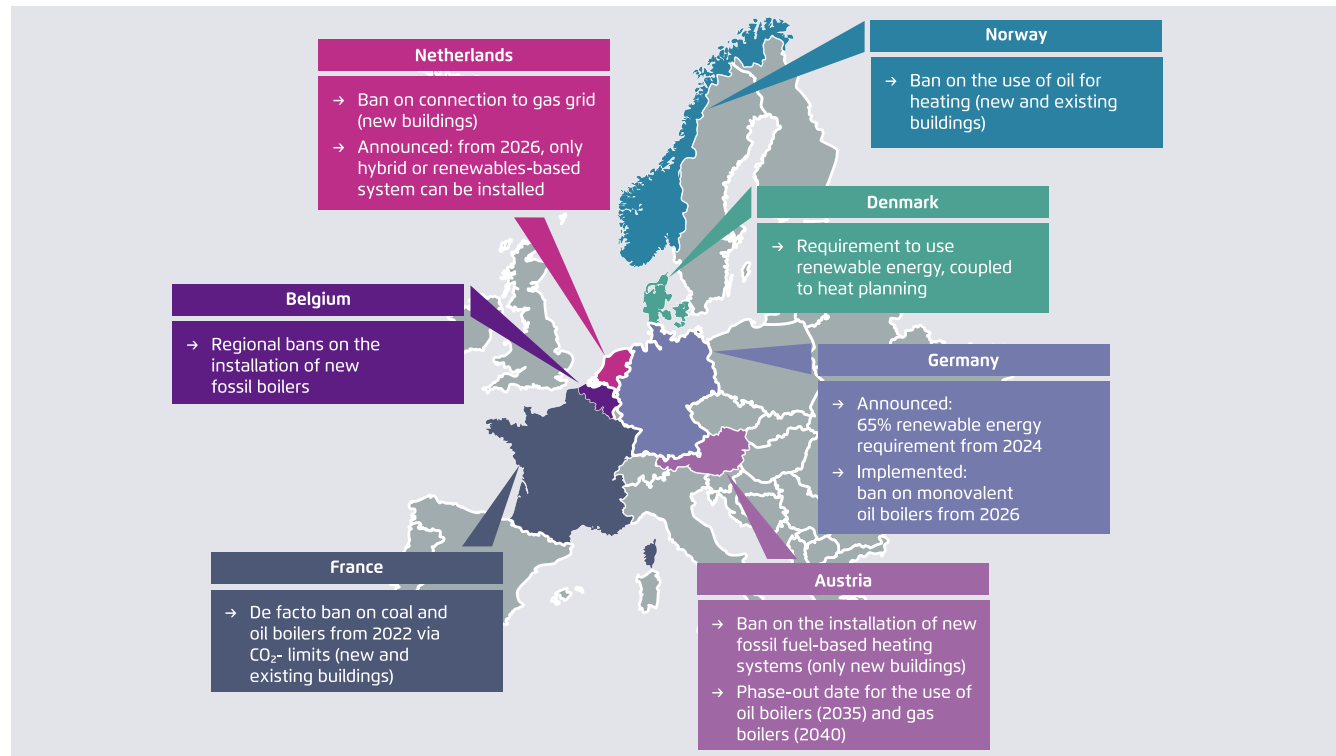 Netherlands
→ Ban on connection to gas grid
(new buildings)
→ Announced: from 2026, only
hybrid or renewables-based
system can be installed
Norway
→ Ban on the use of oil for
heating (new and existing
buildings)
Denmark
→ Requirement to use
renewable energy, coupled
to heat planning
Belgium
→ Regional bans on the
installation of new
fossil boilers
Germany
→ Announced:
65% renewable energy
requirement from 2024
→ Implemented:
ban on monovalent
oil boilers from 2026
France
→ De facto ban on coal and
oil boilers from 2022 via
CO₂- limits (new and
existing buildings)
Austria
→ Ban on the installation of new
fossil fuel-based heating
systems (only new buildings)
→ Phase-out date for the use of
oil boilers (2035) and gas
boilers (2040)